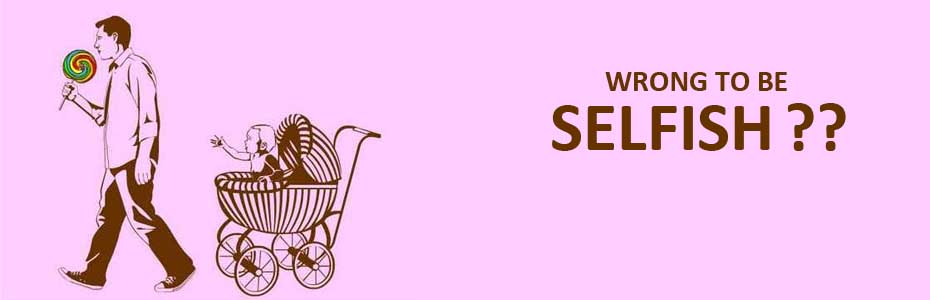 WRONG TO BE
SELFISH ??